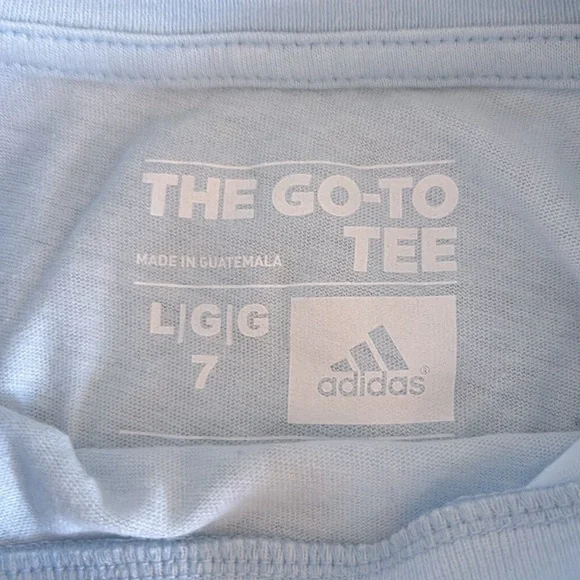 THE GO-TO
TEE
MADE IN GUATEMALA
L|G|G
7
adidas®